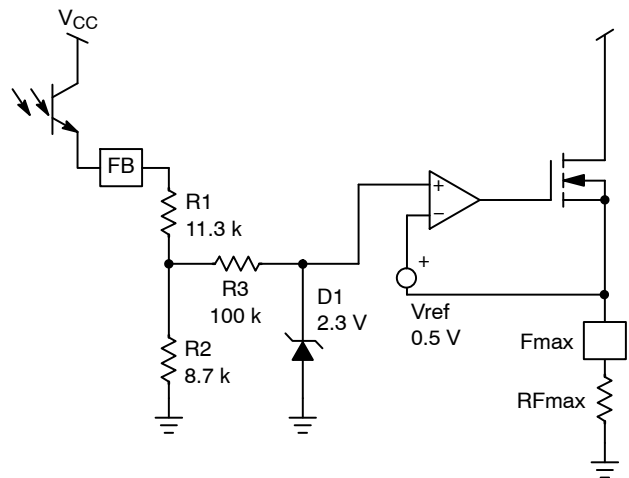 VCC
FB
R1
11.3 k
R3
100 k
R2
8.7 k
D1
2.3 V
+
−
+
Vref
0.5 V
Fmax
RFmax